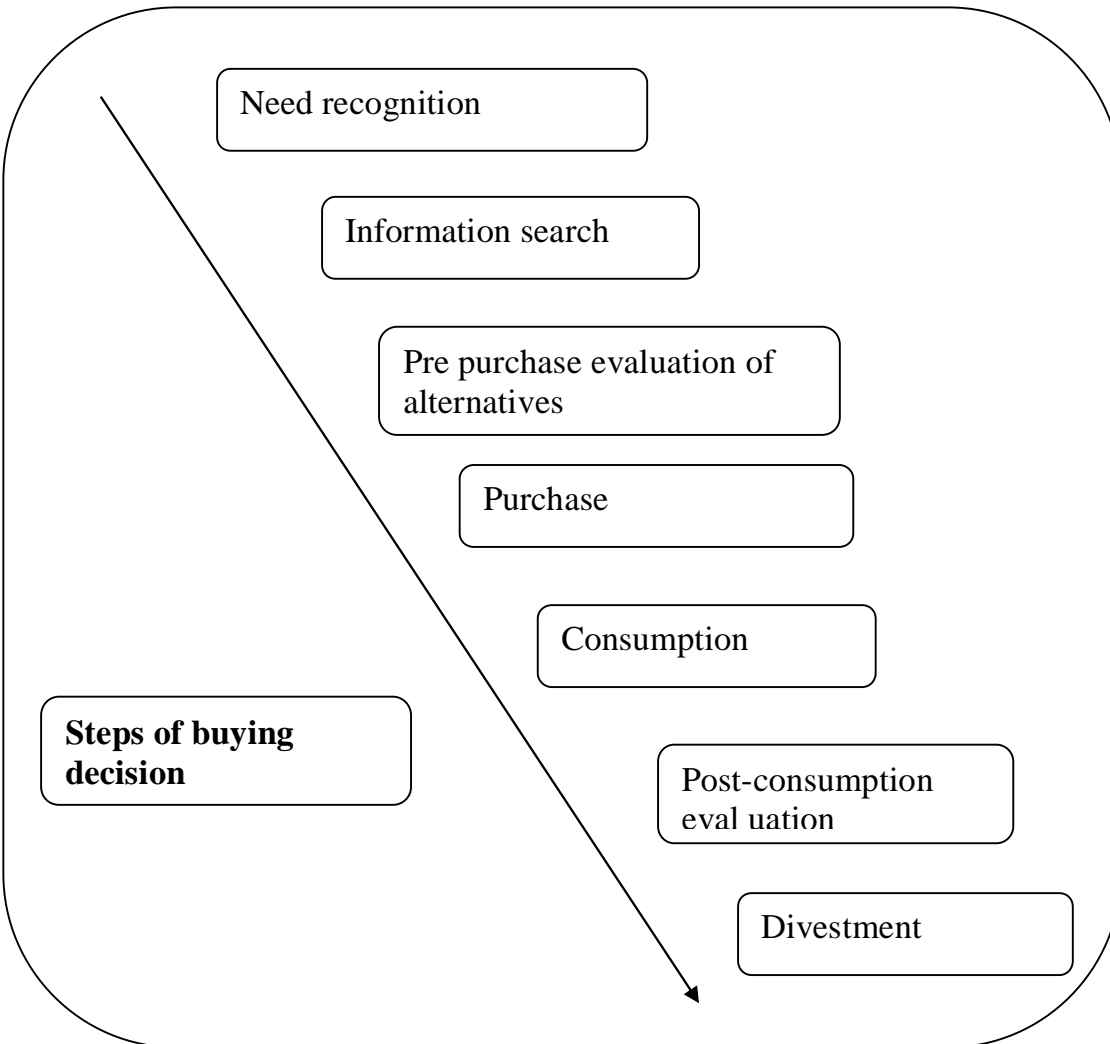 Need recognition
Information search
Pre purchase evaluation of
alternatives
Purchase
Consumption
Steps of buying
decision
Post-consumption
eval uation
Divestment